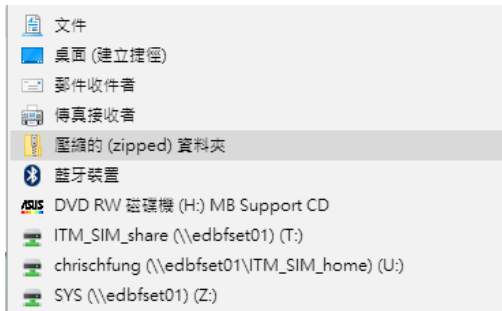 文件
桌面 (建立捷徑)
郵件收件者
傳真接收者
壓縮的 (zipped) 資料夾
藍牙裝置
ASUS DVD RW 磁碟機 (H:) MB Support CD
ITM_SIM_share (\\edbfset01) (T:)
chrischfung (\\edbfset01\ITM_SIM_home) (U:)
SYS (\\edbfset01) (Z:)